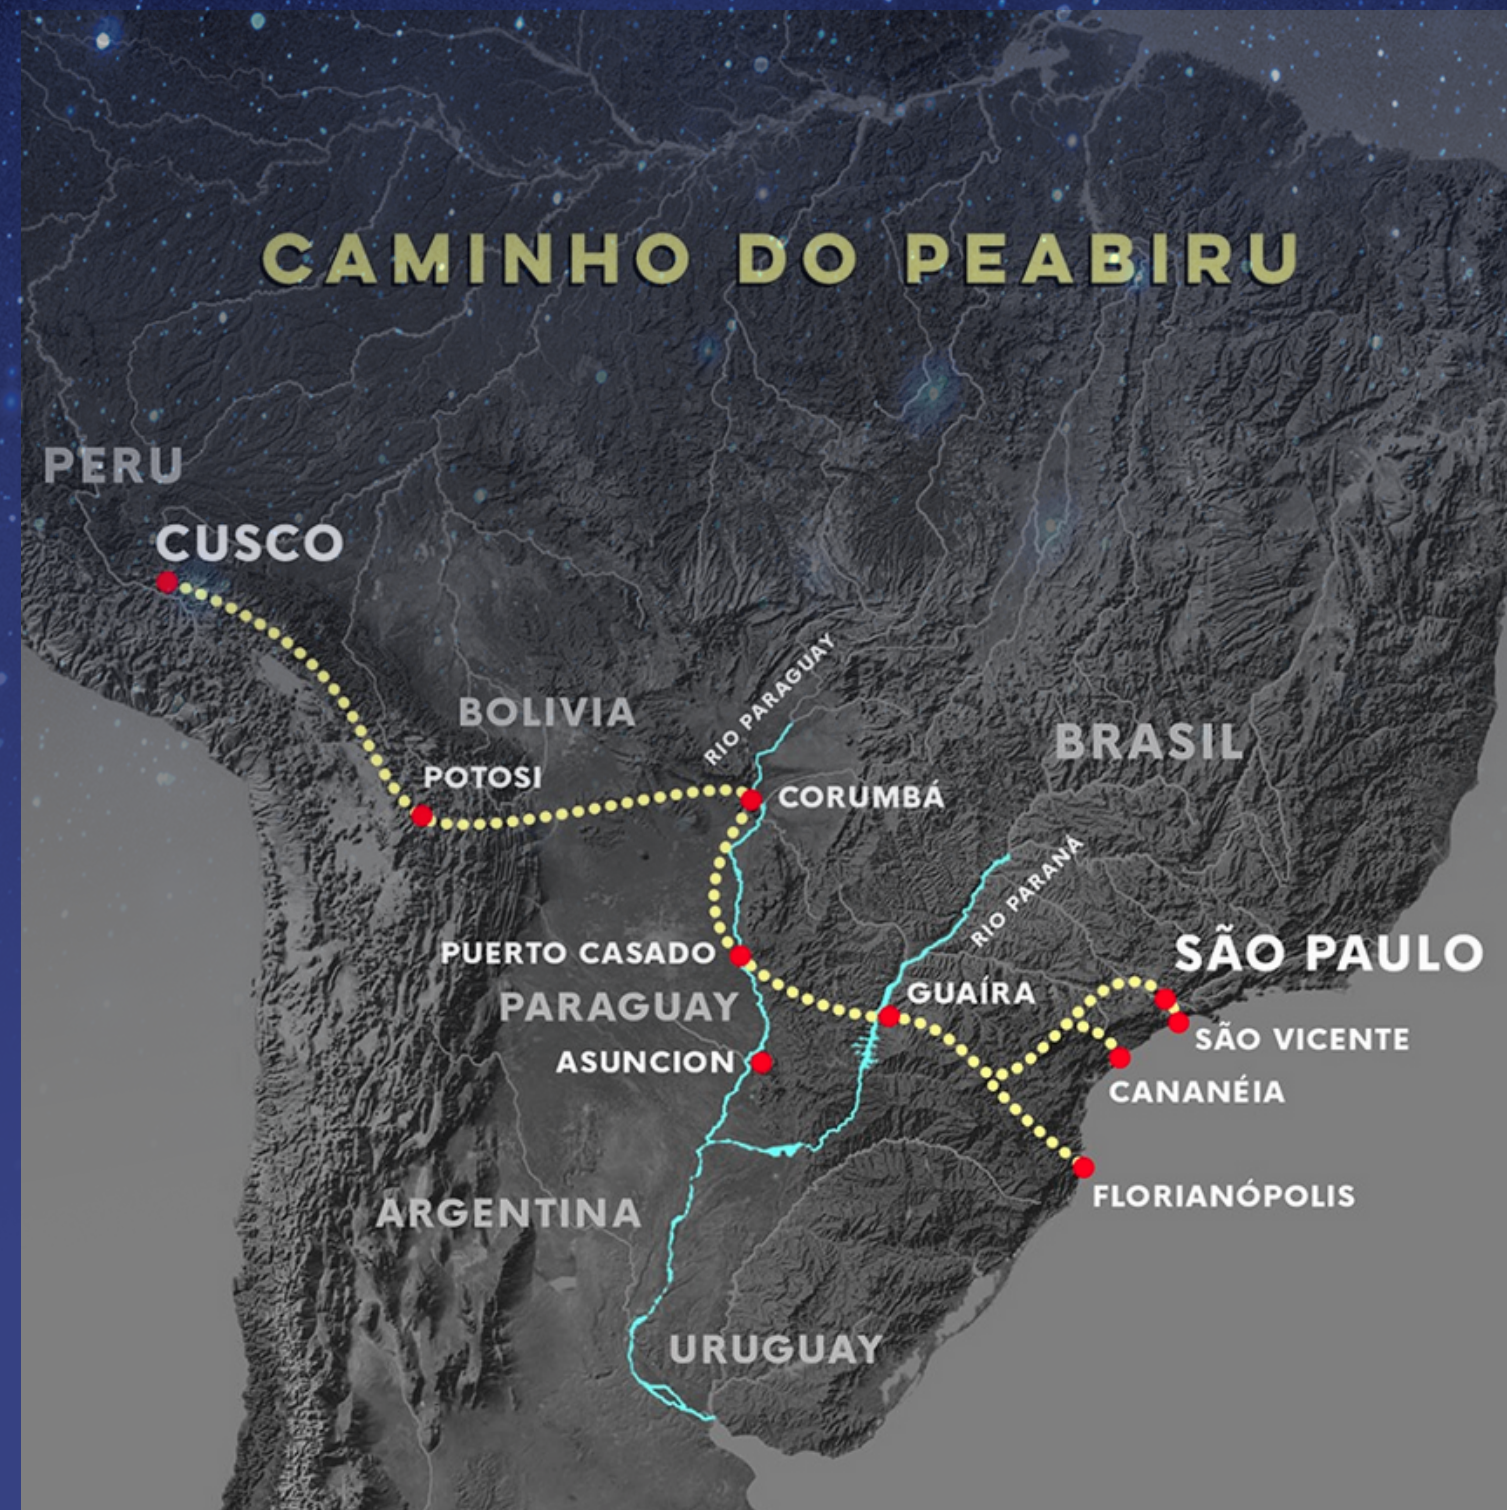 CAMINHO DO PEABIRU
PERU
CUSCO
RIO PARAGUAY
BOLIVIA
BRASIL
POTOSI
CORUMBÁ
RIO PARANÁ
PUERTO CASADO
SÃO PAULO
GUAÍRA
PARAGUAY
SÃO VICENTE
ASUNCION
CANANÉIA
FLORIANÓPOLIS
ARGENTINA
URUGUAY